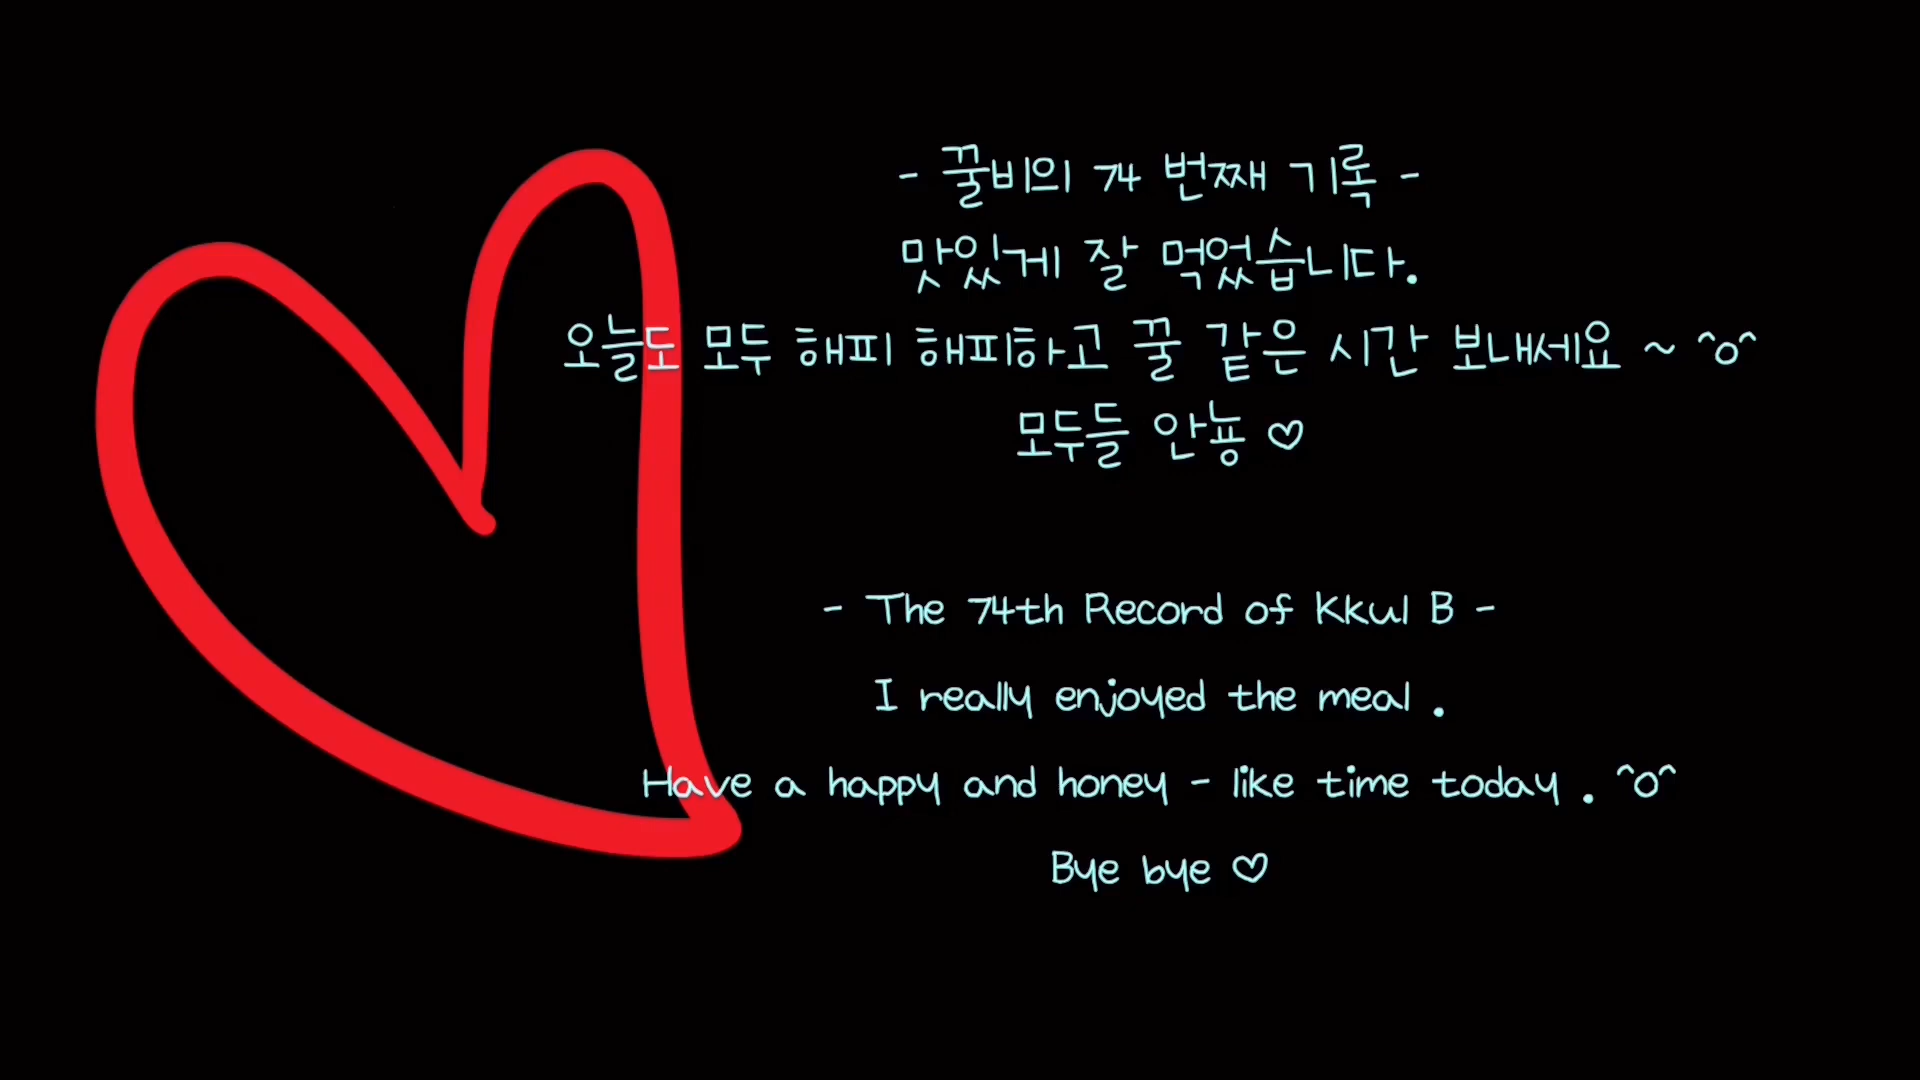 - 꿀비의 74 번째 기록 -
맛있게 잘 먹었습니다.
오늘도 모두 해피 해피하고 꿀 같은 시간 보내세요 ~ ^o^
모두들 안뇽 ♡
- The 74th Record of Kkul B -
I really enjoyed the meal .
Have a happy and honey - like time today . ^o^
Bye bye ♡